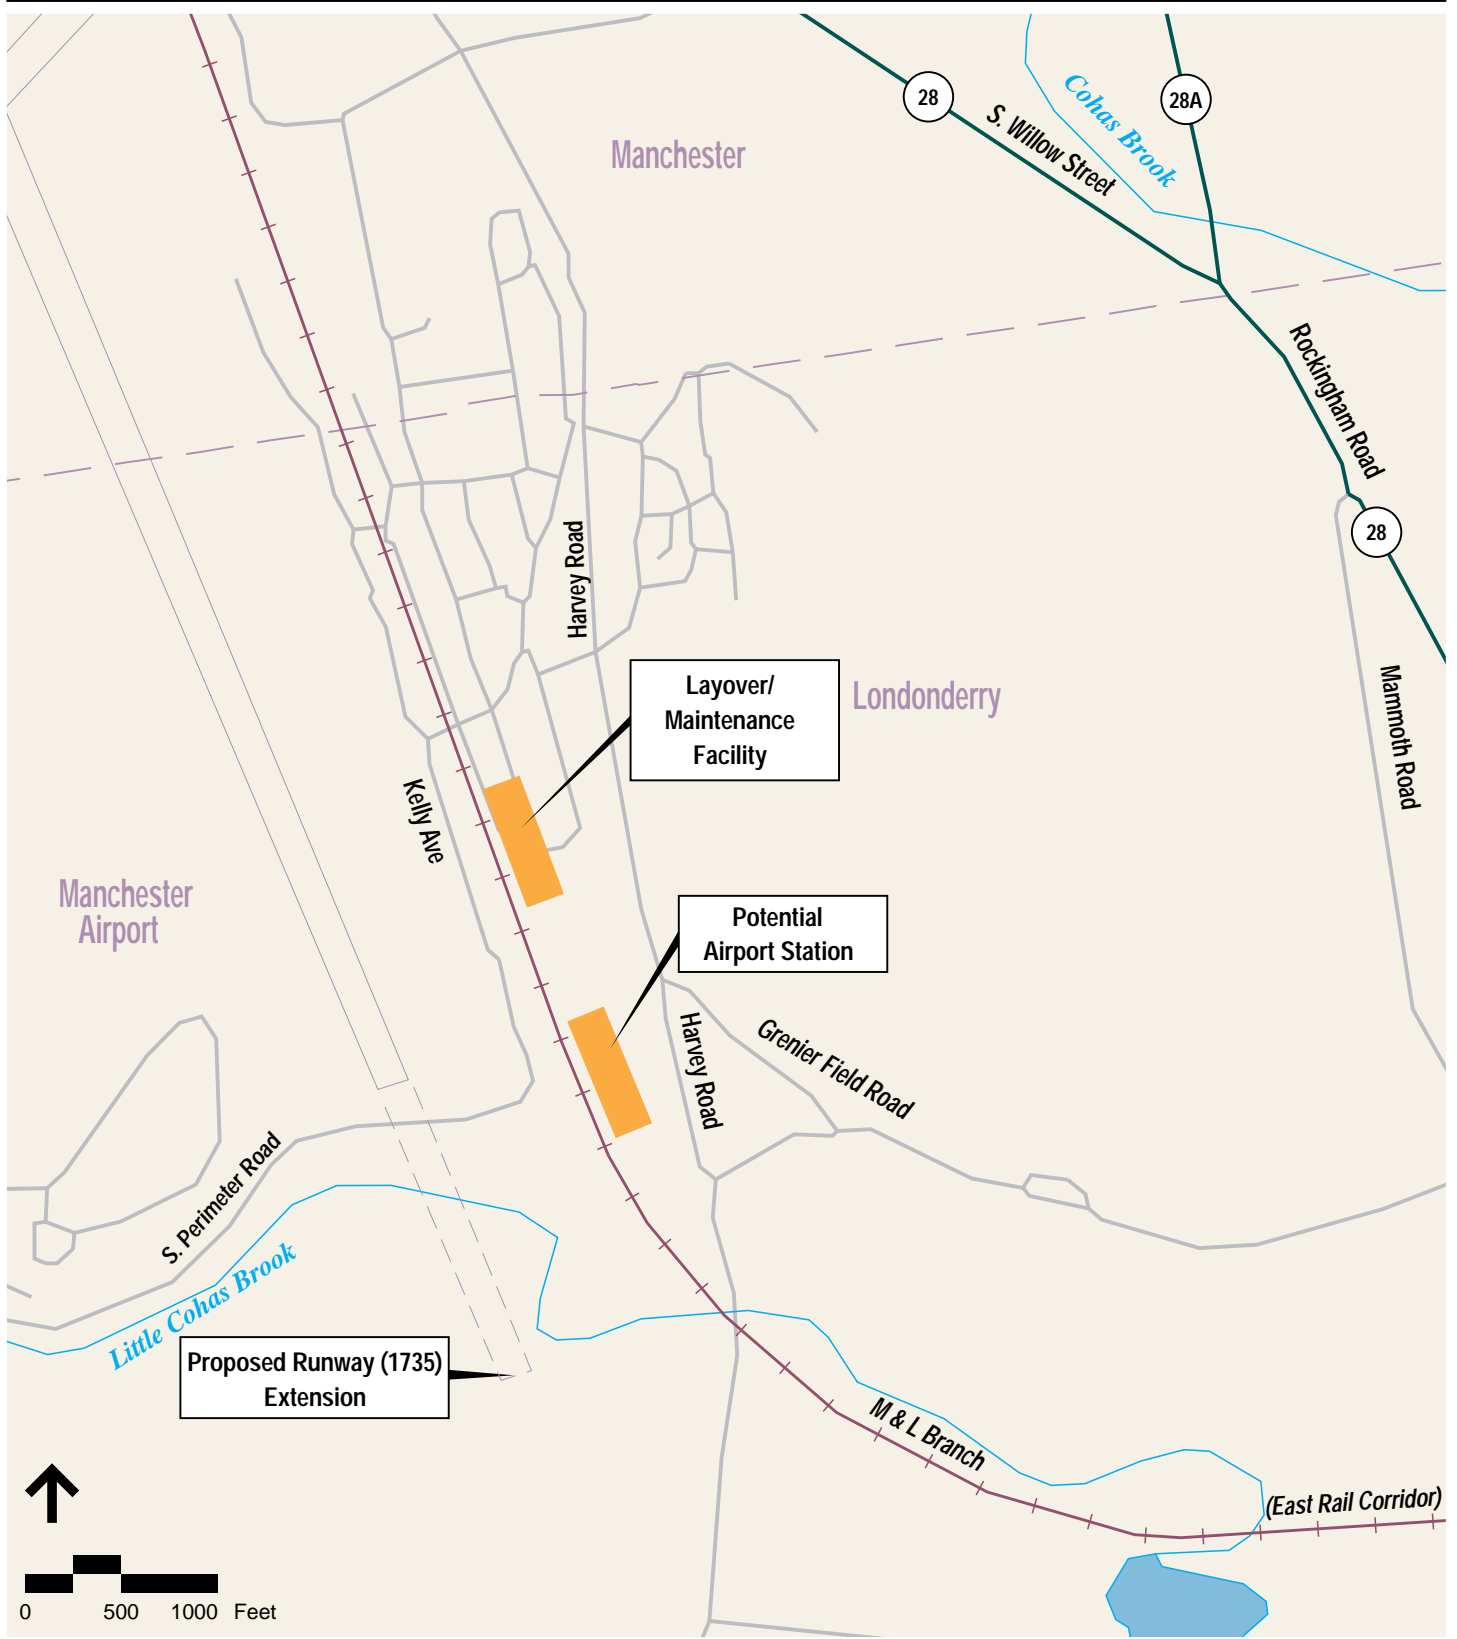 28
28A
Cohas Brook
S. Willow Street
Manchester
Rockingham Road
28
Harvey Road
Layover/
Maintenance
Facility
Londonderry
Mammoth Road
Kelly Ave
Manchester
Airport
Potential
Airport Station
Harvey Road
Grenier Field Road
S. Perimeter Road
Little Cohas Brook
Proposed Runway (1735)
Extension
M & L Branch
(East Rail Corridor)
0 500 1000 Feet